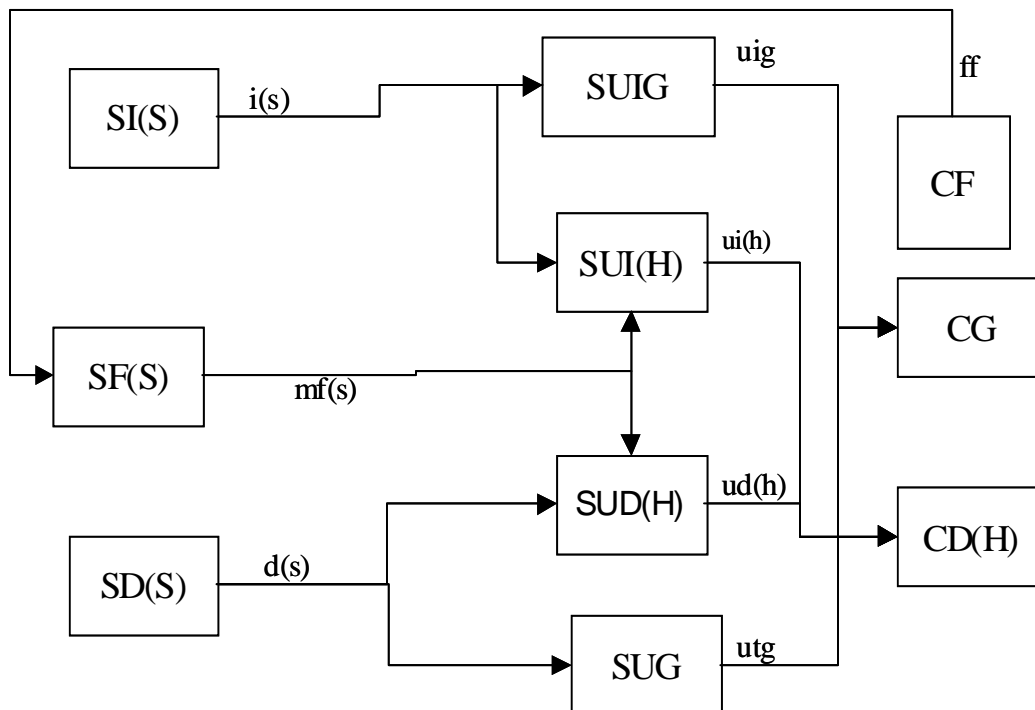 uig
ff
SUIG
i(s)
SI(S)
CF
ui(h)
SUI(H)
CG
SF(S)
mf(s)
ud(h)
SUD(H)
CD(H)
d(s)
SD(S)
utg
SUG